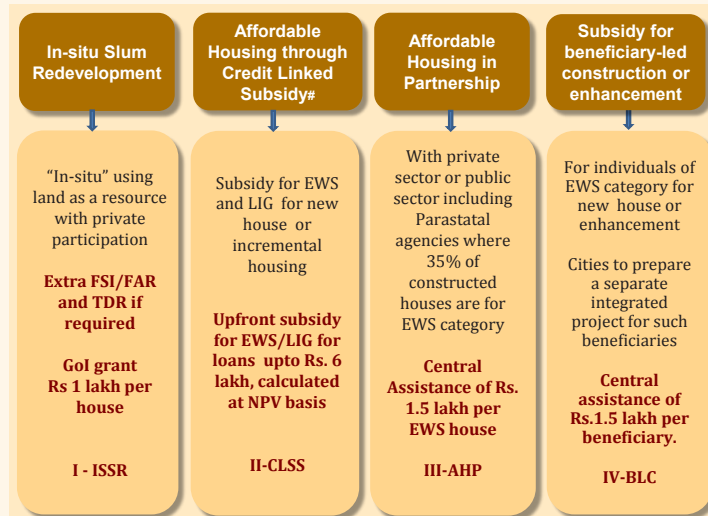 In-situ Slum
Redevelopment
“In-situ” using
land as a resource
with private
participation
Extra FSI/FAR
and TDR if
required
GoI grant
Rs 1 lakh per
house
I - ISSR
Affordable
Housing through
Credit Linked
Subsidy#
Subsidy for EWS
and LIG for new
house or
incremental
housing
Upfront subsidy
for EWS/LIG for
loans upto Rs. 6
lakh, calculated
at NPV basis
II-CLSS
Affordable
Housing in
Partnership
With private
sector or public
sector including
Parastatal
agencies where
35% of
constructed
houses are for
EWS category
Central
Assistance of Rs.
1.5 lakh per
EWS house
III-AHP
Subsidy for
beneficiary-led
construction or
enhancement
For individuals of
EWS category for
new house or
enhancement
Cities to prepare
a separate
integrated
project for such
beneficiaries
Central
assistance of
Rs.1.5 lakh per
beneficiary.
IV-BLC